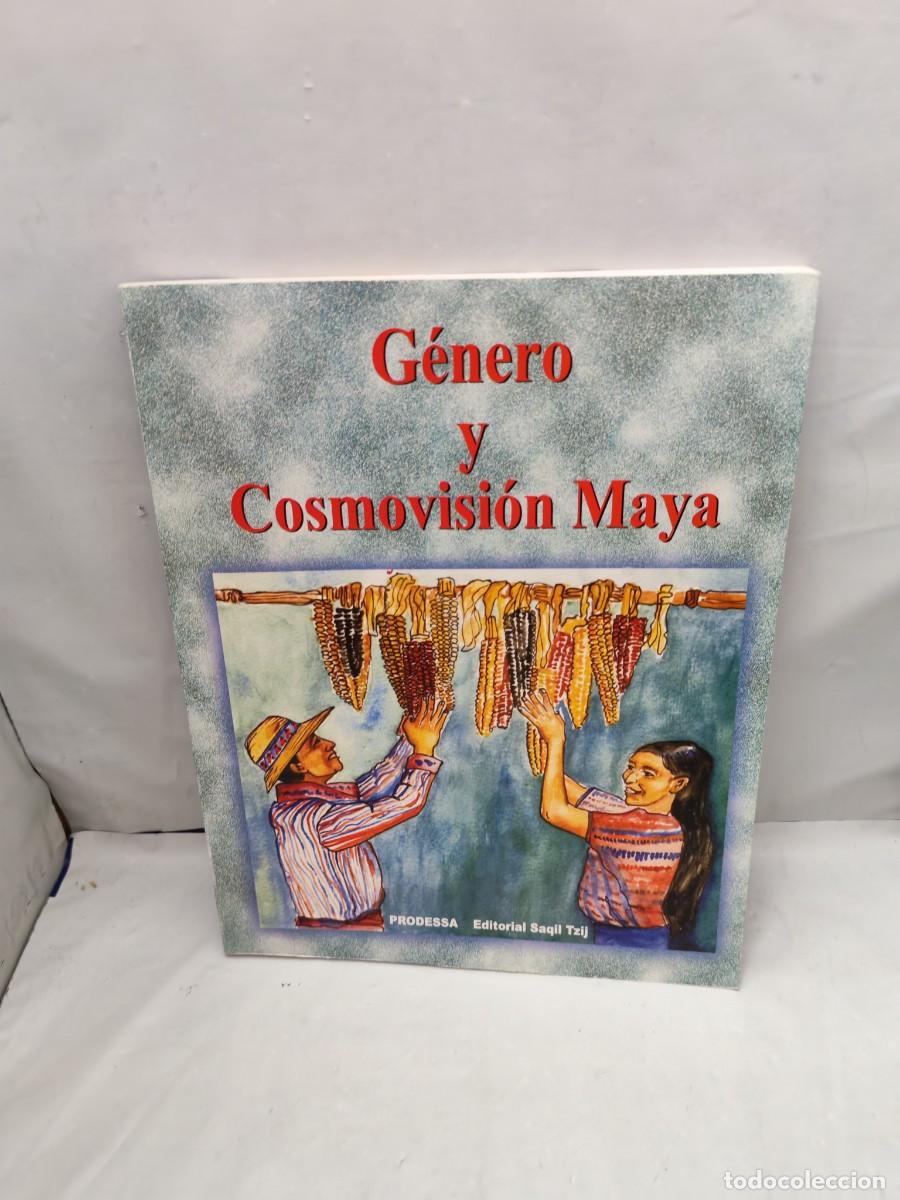 Género
y
Cosmovisión Maya
PRODESSA Editorial Saqil Tzij
todocoleccion